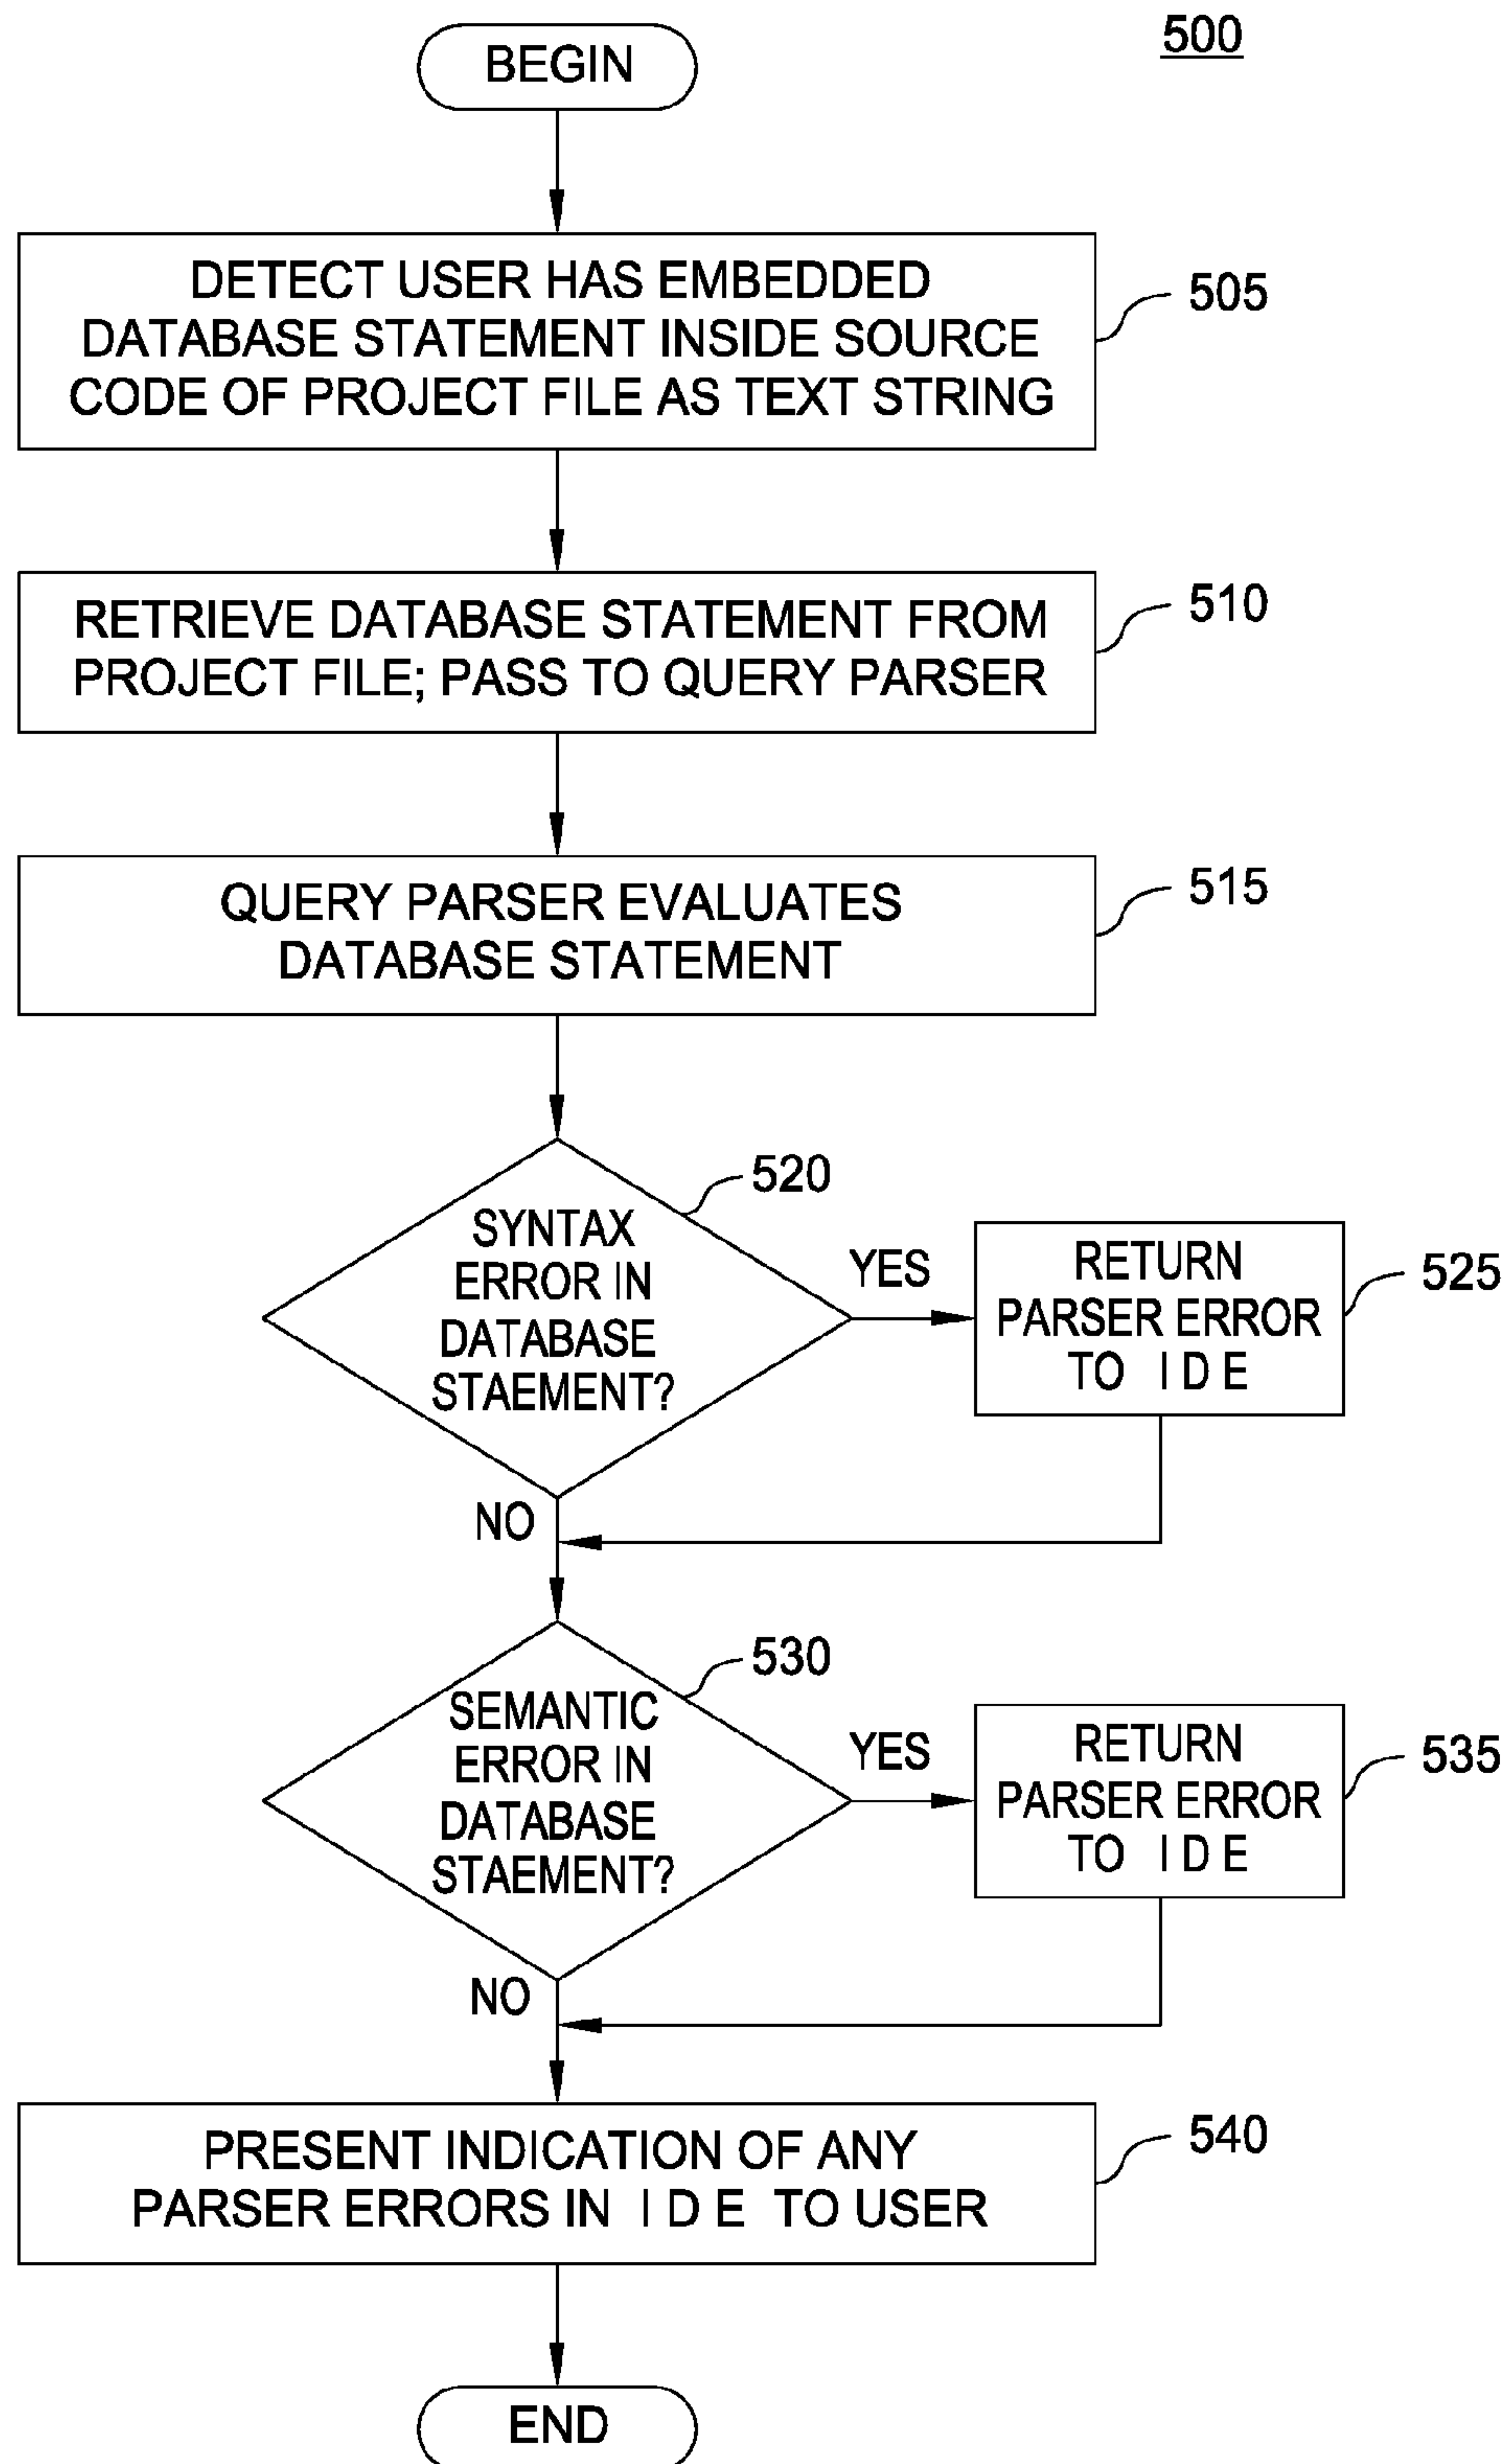 500
BEGIN
DETECT USER HAS EMBEDDED
DATABASE STATEMENT INSIDE SOURCE
CODE OF PROJECT FILE AS TEXT STRING
505
RETRIEVE DATABASE STATEMENT FROM
PROJECT FILE; PASS TO QUERY PARSER
510
QUERY PARSER EVALUATES
DATABASE STATEMENT
515
520
SYNTAX
ERROR IN
DATABASE
STAEMENT?
YES
RETURN
PARSER ERROR
TO I D E
525
NO
530
SEMANTIC
ERROR IN
DATABASE
STAEMENT?
YES
RETURN
PARSER ERROR
TO I D E
535
NO
PRESENT INDICATION OF ANY
PARSER ERRORS IN I D E TO USER
540
END